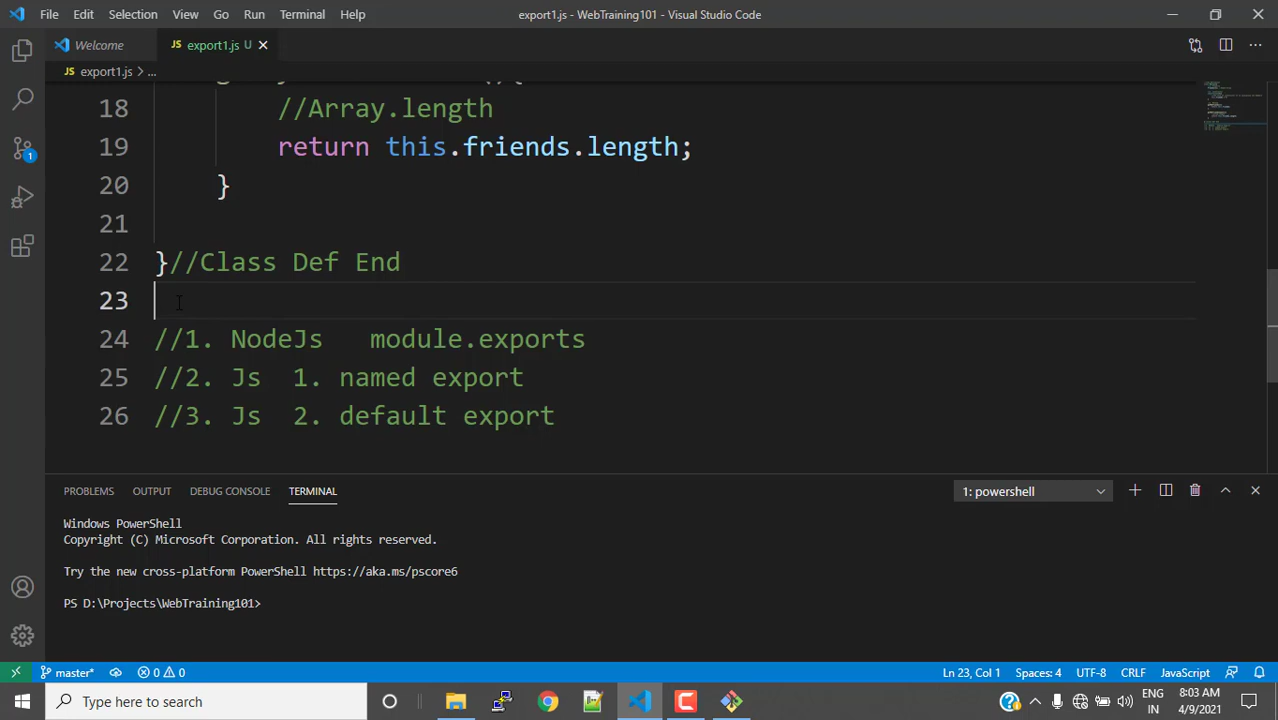 File Edit Selection View Go Run Terminal Help export1.js - WebTraining101 - Visual Studio Code
Welcome JS export1.js U
JS export1.js > ...
18 //Array.length
19 return this.friends.length;
20 }
21
22 }//Class Def End
23
24 //1. NodeJs module.exports
25 //2. Js 1. named export
26 //3. Js 2. default export
PROBLEMS OUTPUT DEBUG CONSOLE TERMINAL 1: powershell
Windows PowerShell
Copyright (C) Microsoft Corporation. All rights reserved.
Try the new cross-platform PowerShell https://aka.ms/pscore6
PS D:\Projects\WebTraining101>
1
master* 0 0 Ln 23, Col 1 Spaces: 4 UTF-8 CRLF JavaScript
Type here to search
ENG
IN
8:03 AM
4/9/2021